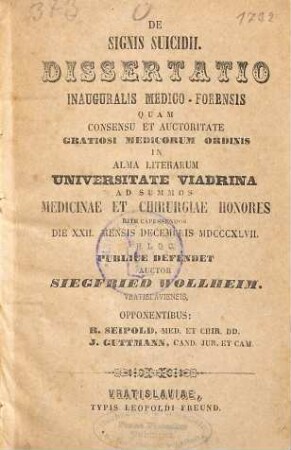 1792
DE
SIGNIS SUICIDII.
DISSERTATIO
INAUGURALIS MEDICO-FORENSIS
QUAM
CONSENSU ET AUCTORITATE
GRATIOSI MEDICORUM ORDINIS
IN
ALMA LITERARUM
UNIVERSITATE VIADRINA
AD SUMMOS
MEDICINAE ET CHIRURGIAE HONORES
RITE CAPESSENDOS
DIE XXII. MENSIS DECEMBRIS MDCCCXLVII.
H. L. Q. C.
PUBLICE DEFENDET
AUCTOR
SIEGFRIED WOLLHEIM,
VRATISLAVIENSIS.
OPPONENTIBUS:
R. SEIPOLD, MED. ET CHIR. DD.
J. GUTTMANN, CAND. JUR. ET CAM.
VRATISLAVIAE,
TYPIS LEOPOLDI FREUND.